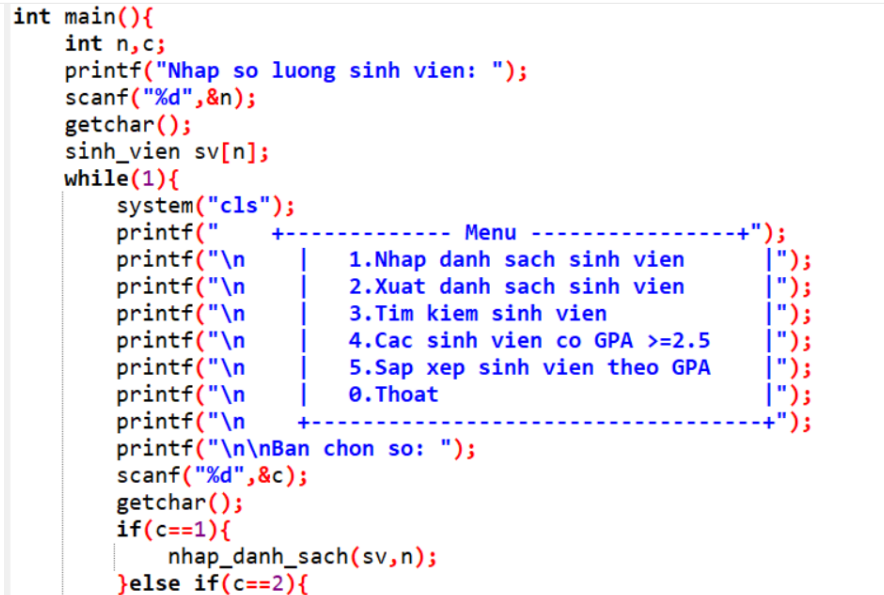 int main(){
    int n,c;
    printf("Nhap so luong sinh vien: ");
    scanf("%d",&n);
    getchar();
    sinh_vien sv[n];
    while(1){
        system("cls");
        printf("    +------------- Menu ----------------+");
        printf("\n    |   1.Nhap danh sach sinh vien      |");
        printf("\n    |   2.Xuat danh sach sinh vien      |");
        printf("\n    |   3.Tim kiem sinh vien            |");
        printf("\n    |   4.Cac sinh vien co GPA >=2.5    |");
        printf("\n    |   5.Sap xep sinh vien theo GPA    |");
        printf("\n    |   0.Thoat                         |");
        printf("\n    +-----------------------------------+");
        printf("\n\nBan chon so: ");
        scanf("%d",&c);
        getchar();
        if(c==1){
            nhap_danh_sach(sv,n);
        }else if(c==2){